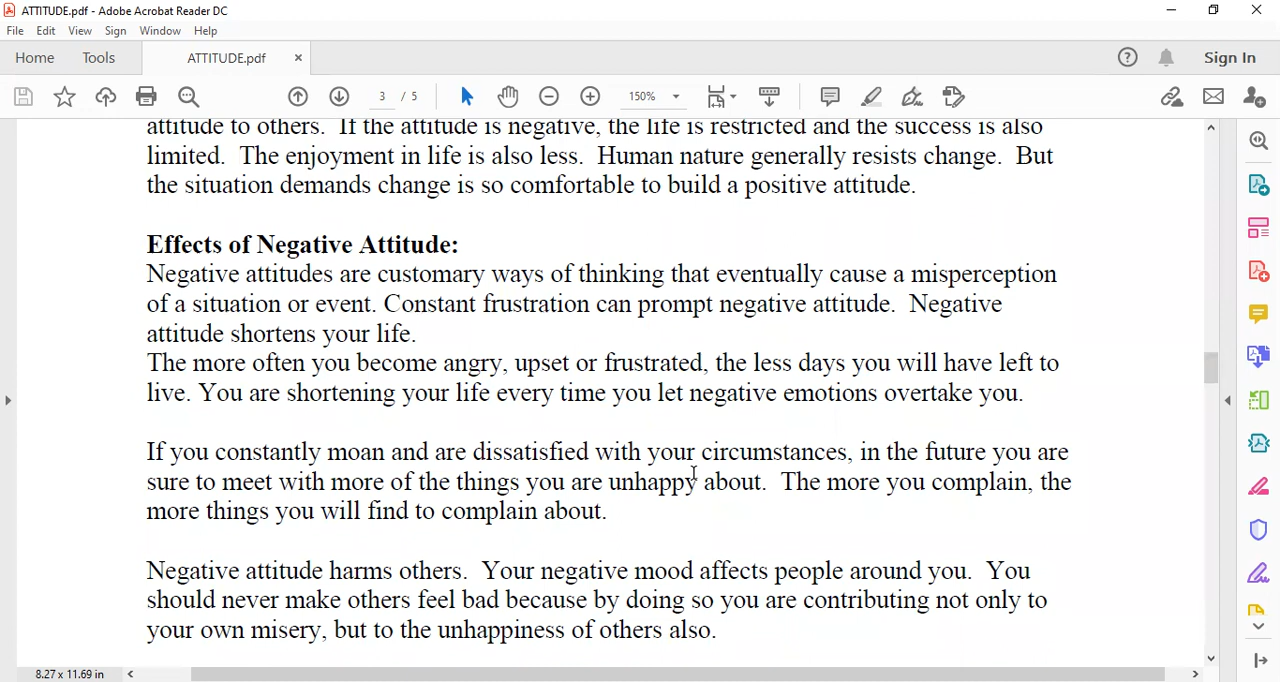 ATTITUDE.pdf - Adobe Acrobat Reader DC
File Edit View Sign Window Help
Home Tools ATTITUDE.pdf × Sign In
3 / 5 150%
attitude to others. If the attitude is negative, the life is restricted and the success is also
limited. The enjoyment in life is also less. Human nature generally resists change. But
the situation demands change is so comfortable to build a positive attitude.
Effects of Negative Attitude:
Negative attitudes are customary ways of thinking that eventually cause a misperception
of a situation or event. Constant frustration can prompt negative attitude. Negative
attitude shortens your life.
The more often you become angry, upset or frustrated, the less days you will have left to
live. You are shortening your life every time you let negative emotions overtake you.
If you constantly moan and are dissatisfied with your circumstances, in the future you are
sure to meet with more of the things you are unhappy about. The more you complain, the
more things you will find to complain about.
Negative attitude harms others. Your negative mood affects people around you. You
should never make others feel bad because by doing so you are contributing not only to
your own misery, but to the unhappiness of others also.
8.27 x 11.69 in